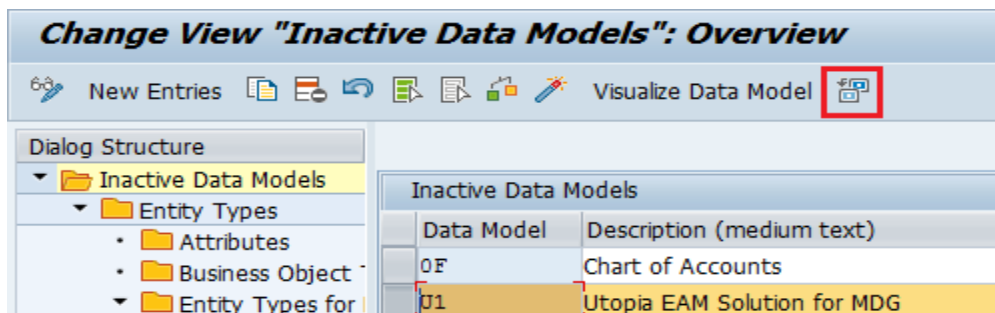 Change View "Inactive Data Models": Overview
New Entries Visualize Data Model
Dialog Structure
Inactive Data Models
Entity Types
Attributes
Business Object
Entity Types for
Inactive Data Models
Data Model Description (medium text)
0F Chart of Accounts
U1 Utopia EAM Solution for MDG